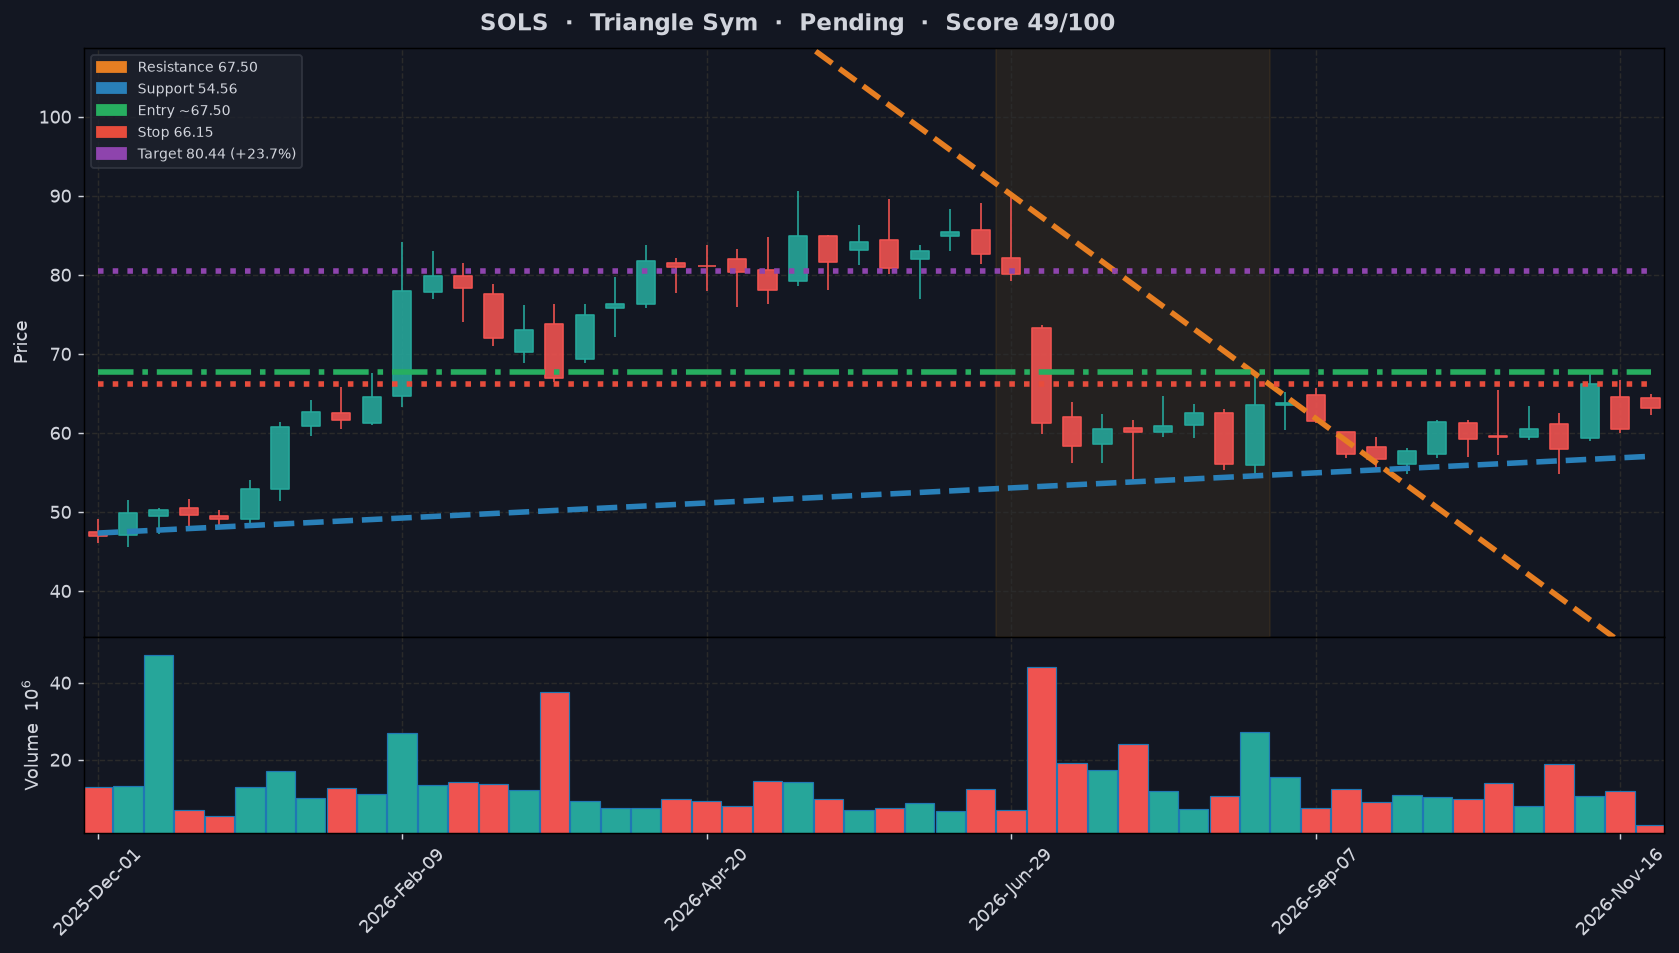 SOLS · Triangle Sym · Pending · Score 49/100
Resistance 67.50
Support 54.56
Entry ~67.50
Stop 66.15
Target 80.44 (+23.7%)
100
90
80
70
60
50
40
Price
40
20
Volume 10⁶
2025-Dec-01
2026-Feb-09
2026-Apr-20
2026-Jun-29
2026-Sep-07
2026-Nov-16